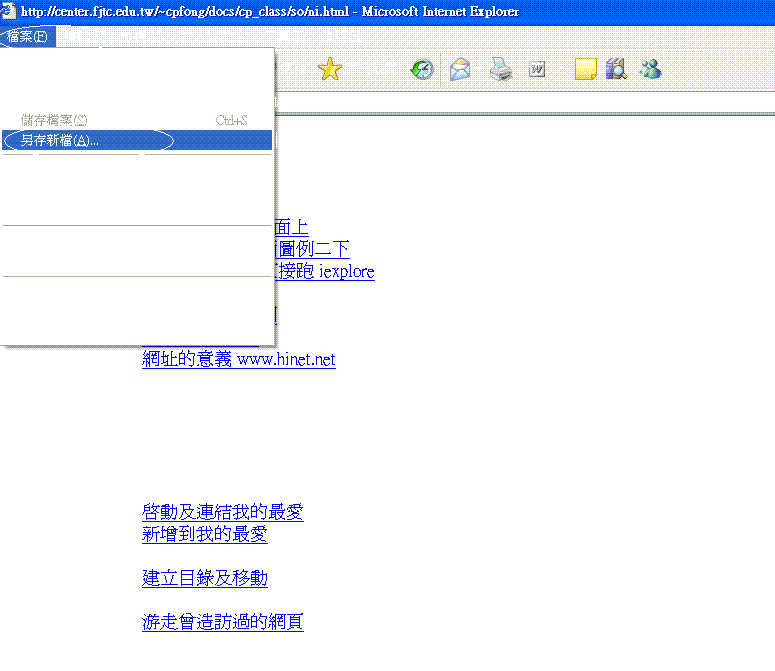 http://center.fjtc.edu.tw/~cpfong/docs/cp_class/so/ni.html - Microsoft Internet Explorer
檔案(F)
儲存檔案(S) Ctrl+S
另存新檔(A)...
面上
圖例二下
接跑 iexplore
網址的意義 www.hinet.net
啓動及連結我的最愛
新增到我的最愛
建立目錄及移動
游走曾造訪過的網頁